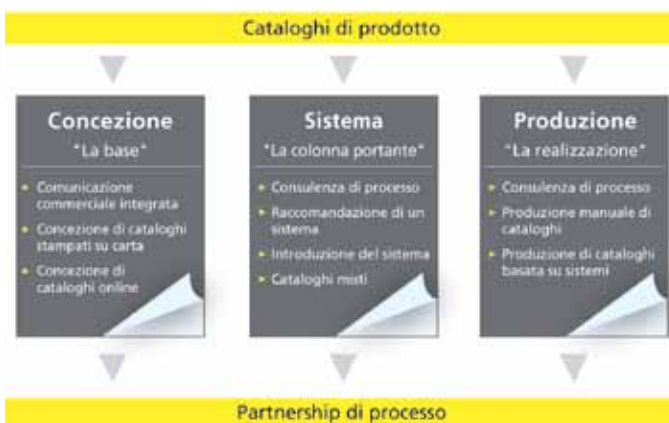 Cataloghi di prodotto
Concezione
"La base"
Comunicazione
commerciale integrata
Concezione di cataloghi
stampati su carta
Concezione di
cataloghi online
Sistema
"La colonna portante"
Consulenza di processo
Raccomandazione di un
sistema
Introduzione del sistema
Cataloghi misti
Produzione
"La realizzazione"
Consulenza di processo
Produzione manuale di
cataloghi
Produzione di cataloghi
basata su sistemi
Partnership di processo